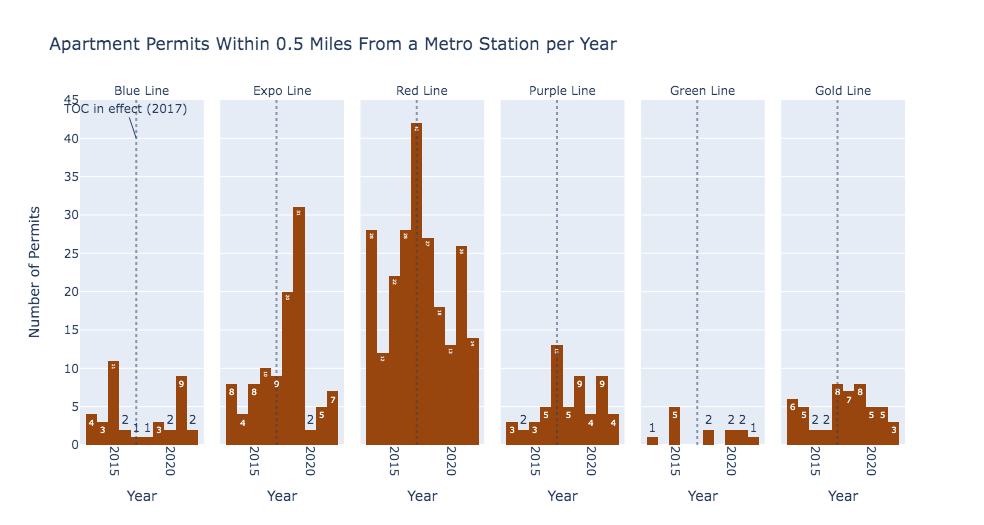 Apartment Permits Within 0.5 Miles From a Metro Station per Year
Blue Line Expo Line Red Line Purple Line Green Line Gold Line
TOC in effect (2017)
Number of Permits
45
40
35
30
25
20
15
10
5
0
4 3 11 2 1 1 3 2 9 2
8 4 8 10 9 20 31 2 5 7
28 12 22 28 42 27 18 13 26 14
3 2 3 5 13 5 9 4 9 4
1 5 2 2 2 1
6 5 2 2 8 7 8 5 5 3
2015 2020 2015 2020 2015 2020 2015 2020 2015 2020 2015 2020
Year Year Year Year Year Year